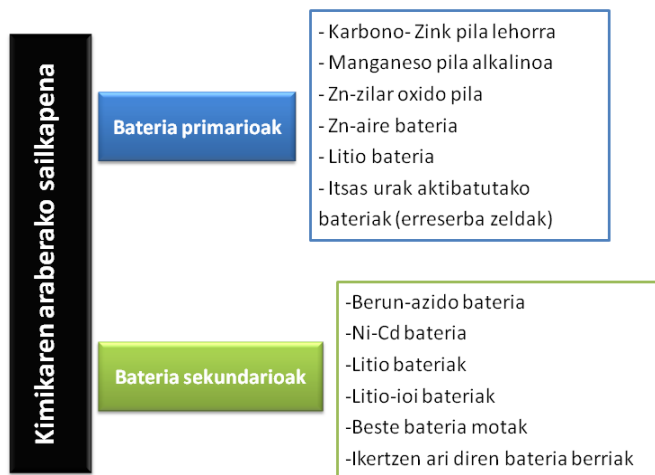 Kimikaren araberako sailkapena
Bateria primarioak
- Karbono- Zink pila lehorra
- Manganeso pila alkalinoa
- Zn-zilar oxido pila
- Zn-aire bateria
- Litio bateria
- Itsas urak aktibatutako
bateriak (erreserba zeldak)
Bateria sekundarioak
-Berun-azido bateria
-Ni-Cd bateria
-Litio bateriak
-Litio-ioi bateriak
-Beste bateria motak
-Ikertzen ari diren bateria berriak